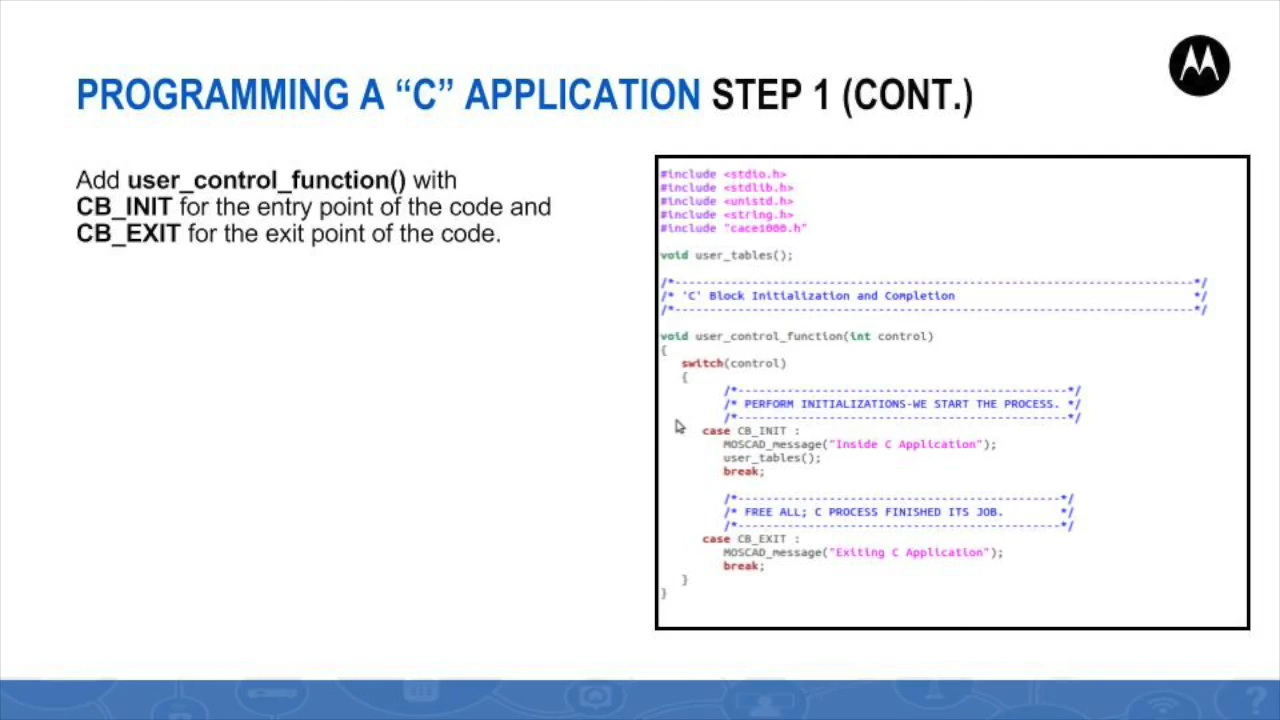 PROGRAMMING A “C” APPLICATION STEP 1 (CONT.)
Add user_control_function() with
CB_INIT for the entry point of the code and
CB_EXIT for the exit point of the code.
#include <stdio.h>
#include <stdlib.h>
#include <unistd.h>
#include <string.h>
#include "cace1000.h"
void user_tables();
/*--------------------------------------------------------------------------*/
/* 'C' Block Initialization and Completion */
/*--------------------------------------------------------------------------*/
void user_control_function(int control)
{
switch(control)
{
/*-----------------------------------------------*/
/* PERFORM INITIALIZATIONS-WE START THE PROCESS. */
/*-----------------------------------------------*/
case CB_INIT :
MOSCAD_message("Inside C Application");
user_tables();
break;
/*----------------------------------------------*/
/* FREE ALL; C PROCESS FINISHED ITS JOB. */
/*----------------------------------------------*/
case CB_EXIT :
MOSCAD_message("Exiting C Application");
break;
}
}